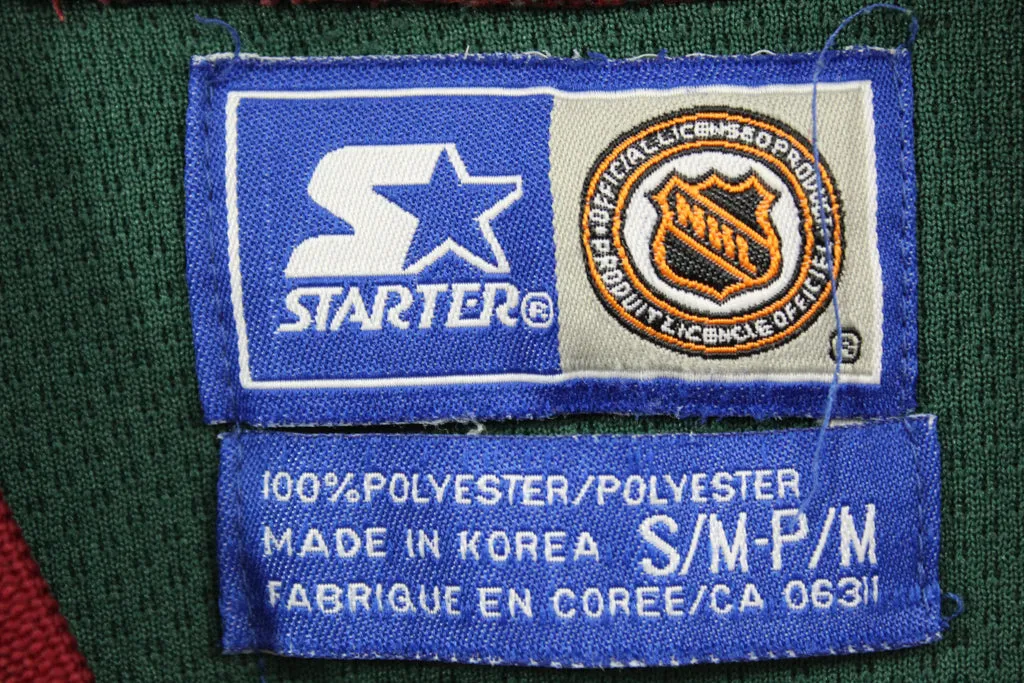 STARTER®
OFFICIAL LICENSED PRODUCT
NHL
PRODUIT LICENCIE OFFICIEL
®
100%POLYESTER/POLYESTER
MADE IN KOREA S/M-P/M
FABRIQUE EN COREE/CA 06311